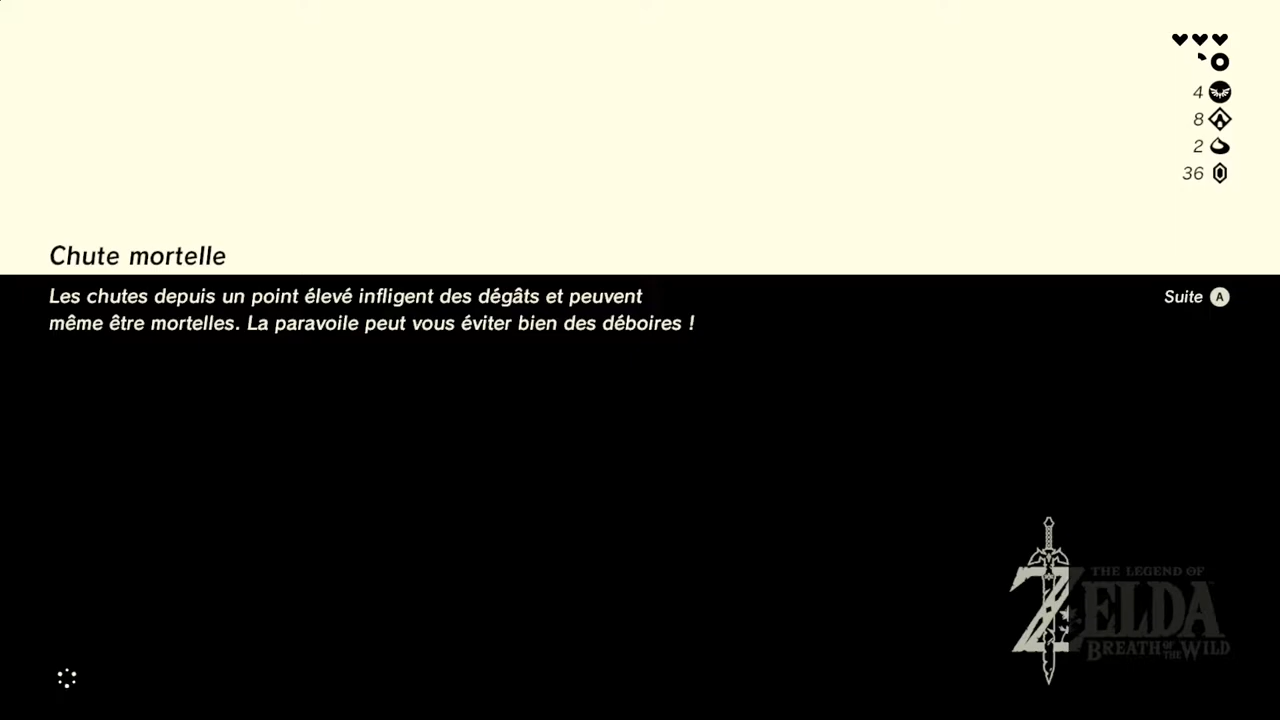 4
8
2
36
Chute mortelle
Les chutes depuis un point élevé infligent des dégâts et peuvent
même être mortelles. La paravoile peut vous éviter bien des déboires !
Suite A
THE LEGEND OF
ZELDA
BREATH OF THE WILD